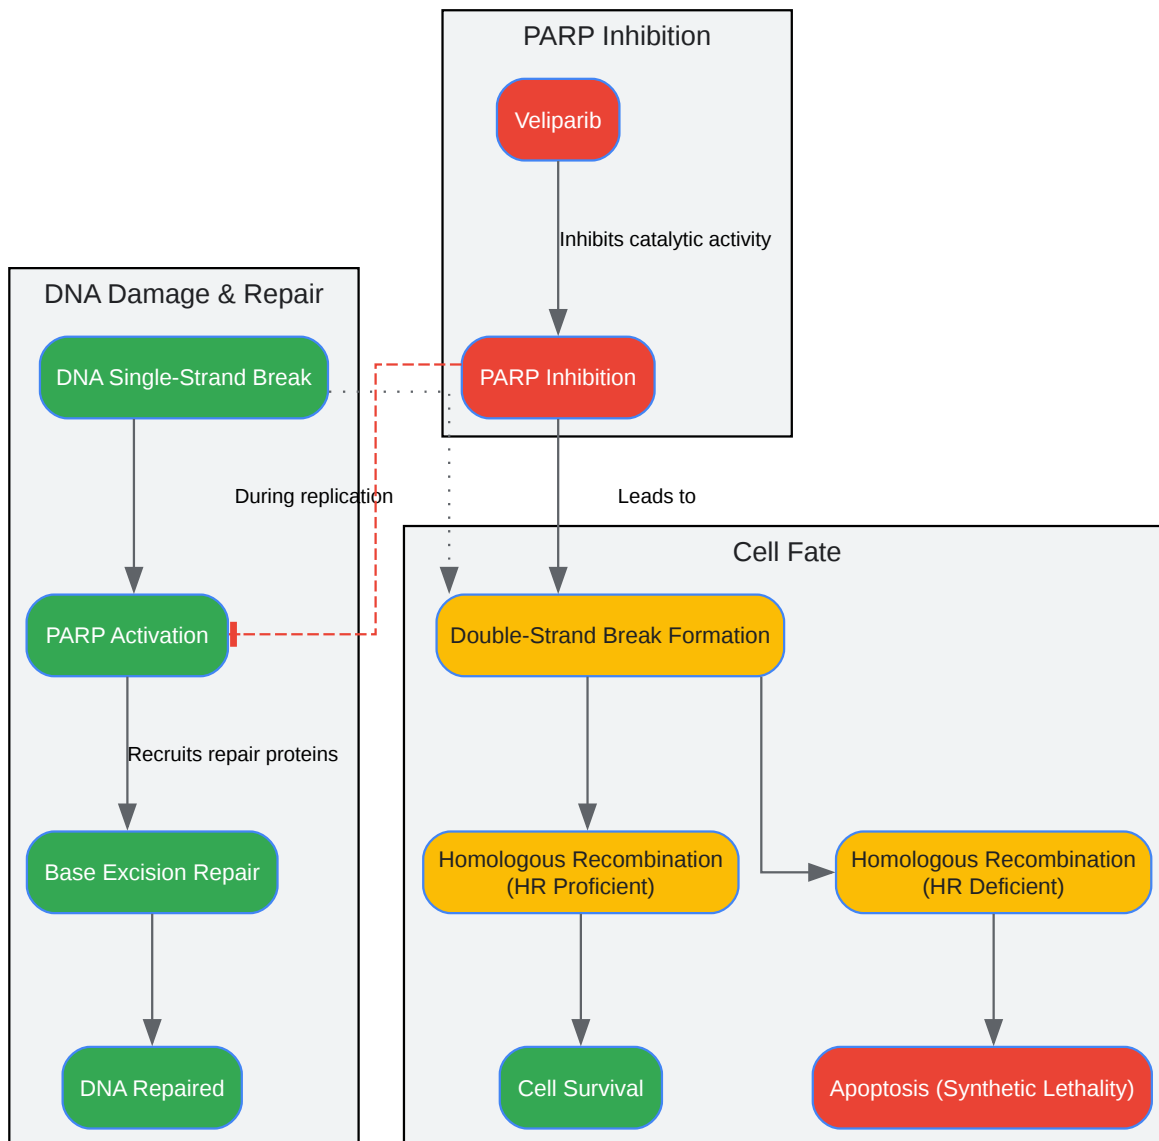 PARP Inhibition
Veliparib
Inhibits catalytic activity
DNA Damage & Repair
DNA Single-Strand Break
PARP Inhibition
During replication
Leads to
Cell Fate
PARP Activation
Double-Strand Break Formation
Recruits repair proteins
Base Excision Repair
Homologous Recombination
(HR Proficient)
Homologous Recombination
(HR Deficient)
DNA Repaired
Cell Survival
Apoptosis (Synthetic Lethality)